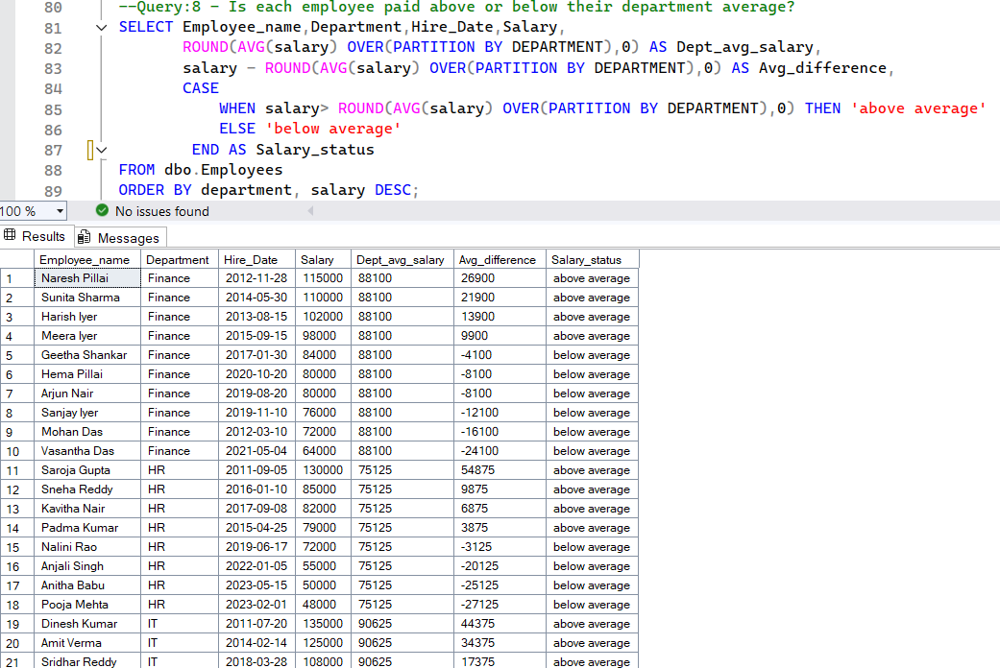 80 --Query:8 - Is each employee paid above or below their department average?
81 SELECT Employee_name,Department,Hire_Date,Salary,
82 ROUND(AVG(salary) OVER(PARTITION BY DEPARTMENT),0) AS Dept_avg_salary,
83 salary - ROUND(AVG(salary) OVER(PARTITION BY DEPARTMENT),0) AS Avg_difference,
84 CASE
85 WHEN salary> ROUND(AVG(salary) OVER(PARTITION BY DEPARTMENT),0) THEN 'above average'
86 ELSE 'below average'
87 END AS Salary_status
88 FROM dbo.Employees
89 ORDER BY department, salary DESC;
100 % No issues found
Results Messages
Employee_name Department Hire_Date Salary Dept_avg_salary Avg_difference Salary_status
1 Naresh Pillai Finance 2012-11-28 115000 88100 26900 above average
2 Sunita Sharma Finance 2014-05-30 110000 88100 21900 above average
3 Harish Iyer Finance 2013-08-15 102000 88100 13900 above average
4 Meera Iyer Finance 2015-09-15 98000 88100 9900 above average
5 Geetha Shankar Finance 2017-01-30 84000 88100 -4100 below average
6 Hema Pillai Finance 2020-10-20 80000 88100 -8100 below average
7 Arjun Nair Finance 2019-08-20 80000 88100 -8100 below average
8 Sanjay Iyer Finance 2019-11-10 76000 88100 -12100 below average
9 Mohan Das Finance 2012-03-10 72000 88100 -16100 below average
10 Vasantha Das Finance 2021-05-04 64000 88100 -24100 below average
11 Saroja Gupta HR 2011-09-05 130000 75125 54875 above average
12 Sneha Reddy HR 2016-01-10 85000 75125 9875 above average
13 Kavitha Nair HR 2017-09-08 82000 75125 6875 above average
14 Padma Kumar HR 2015-04-25 79000 75125 3875 above average
15 Nalini Rao HR 2019-06-17 72000 75125 -3125 below average
16 Anjali Singh HR 2022-01-05 55000 75125 -20125 below average
17 Anitha Babu HR 2023-05-15 50000 75125 -25125 below average
18 Pooja Mehta HR 2023-02-01 48000 75125 -27125 below average
19 Dinesh Kumar IT 2011-07-20 135000 90625 44375 above average
20 Amit Verma IT 2014-02-14 125000 90625 34375 above average
21 Sridhar Reddy IT 2018-03-28 108000 90625 17375 above average